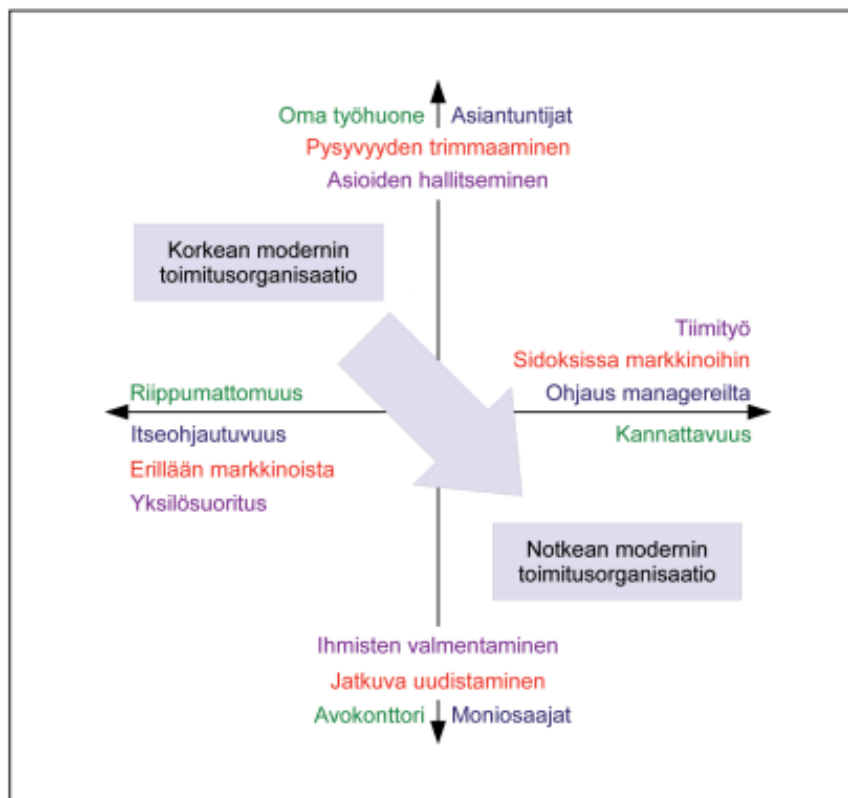 Oma työhuone Asiantuntijat
Pysyvyyden trimmaaminen
Asioiden hallitseminen
Korkean modernin
toimitusorganisaatio
Tiimityö
Sidoksissa markkinoihin
Riippumattomuus
Ohjaus managereilta
Itseohjautuvuus
Kannattavuus
Erillään markkinoista
Yksilösuoritus
Notkean modernin
toimitusorganisaatio
Ihmisten valmentaminen
Jatkuva uudistaminen
Avokonttori Moniosaajat